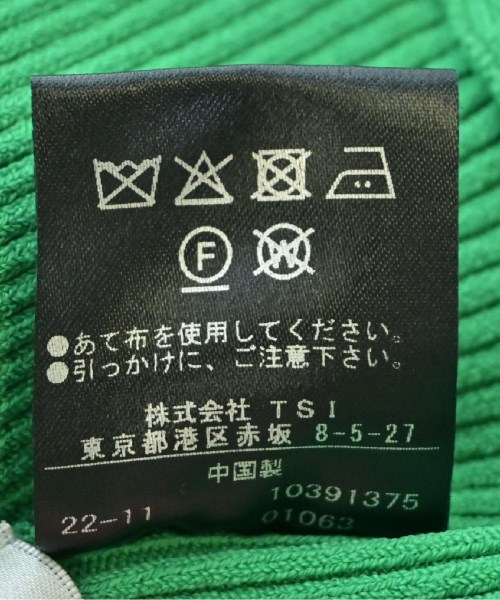 F W
●あて布を使用してください。
●引っかけに、ご注意下さい。
株式会社 TSI
東京都港区赤坂 8-5-27
中国製
10391375
22-11 01063